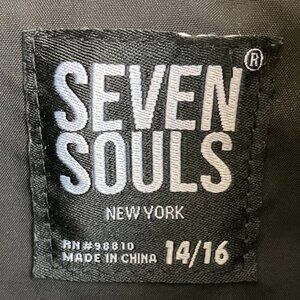 SEVEN®
SOULS
NEW YORK
RN#98810
MADE IN CHINA 14/16